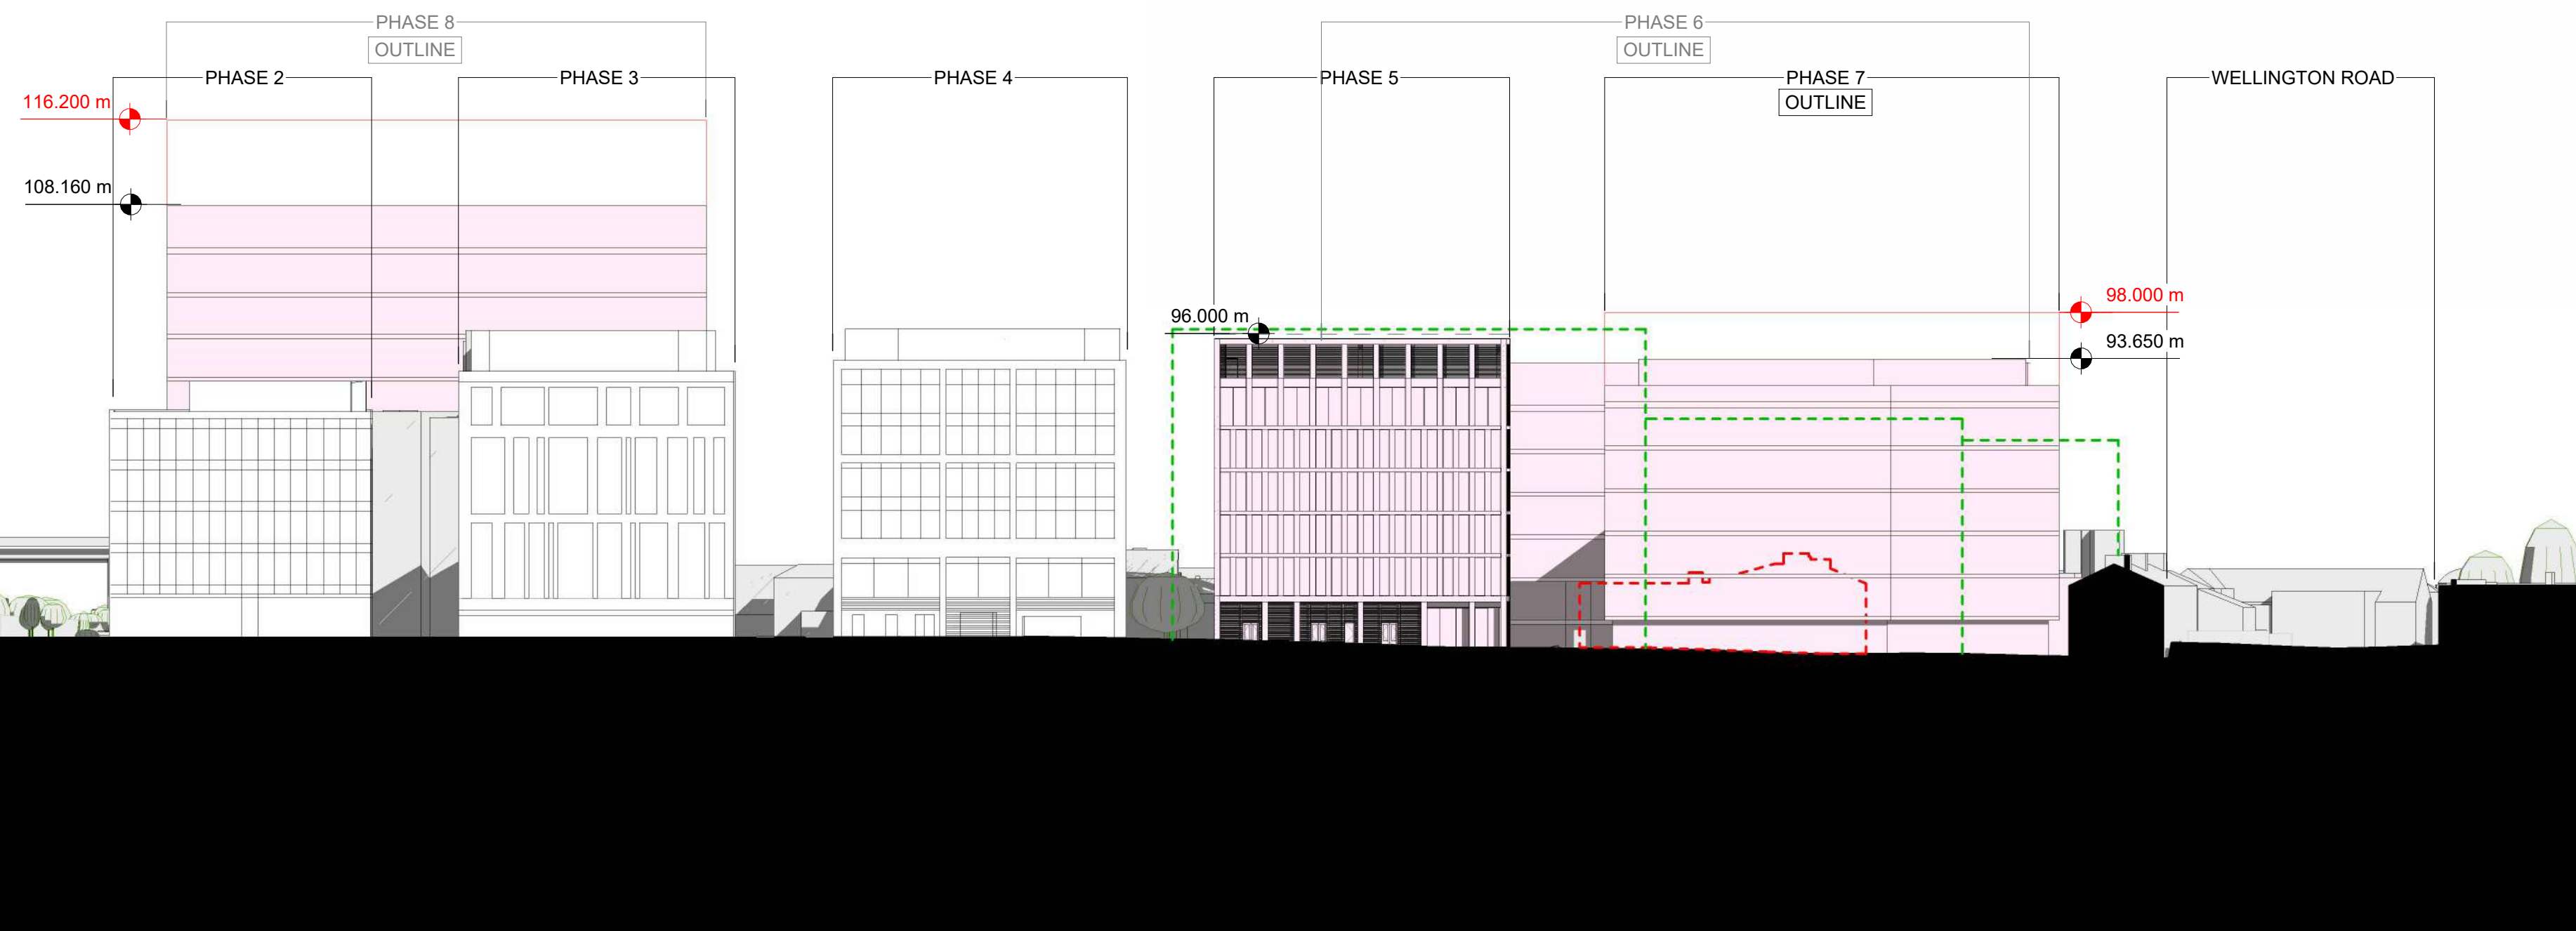 PHASE 8
OUTLINE
PHASE 6
OUTLINE
PHASE 2
PHASE 3
PHASE 4
PHASE 5
PHASE 7
OUTLINE
WELLINGTON ROAD
116.200 m
108.160 m
96.000 m
98.000 m
93.650 m